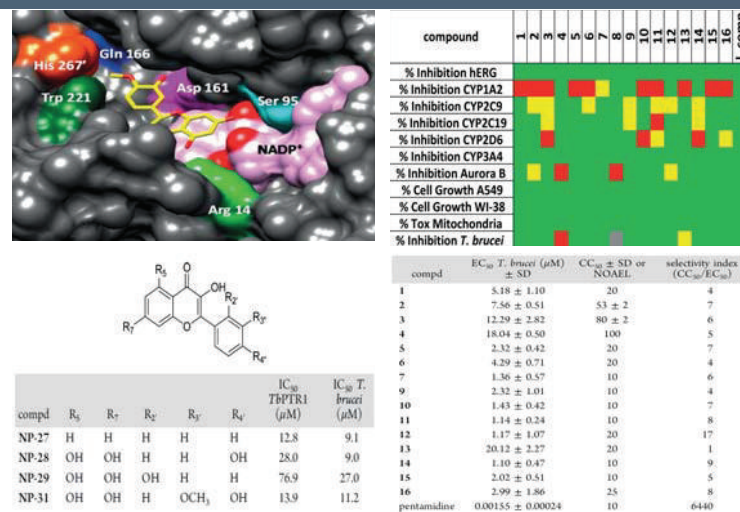 His 267'
Gln 166
Trp 221
Asp 161
Ser 95
NADP+
Arg 14
compound 1 2 3 4 5 6 7 8 9 10 11 12 13 14 15 16
% Inhibition hERG
% Inhibition CYP1A2
% Inhibition CYP2C9
% Inhibition CYP2C19
% Inhibition CYP2D6
% Inhibition CYP3A4
% Inhibition Aurora B
% Cell Growth A549
% Cell Growth WI-38
% Tox Mitochondria
% Inhibition T. brucei
R5 O OH
R2'
R3'
R7 O
R4''
compd R5 R7 R2' R3' R4' IC50 TbPTR1 (μM) IC50 T. brucei (μM)
NP-27 H H H H H 12.8 9.1
NP-28 OH OH H H OH 28.0 9.0
NP-29 OH OH OH H H 76.9 27.0
NP-31 OH OH H OCH3 OH 13.9 11.2
compd EC50 T. brucei (μM) ± SD CC50 ± SD or NOAEL selectivity index (CC50/EC50)
1 5.18 ± 1.10 20 4
2 7.56 ± 0.51 53 ± 2 7
3 12.29 ± 2.82 80 ± 2 6
4 18.04 ± 0.50 100 5
5 2.32 ± 0.42 20 7
6 4.29 ± 0.71 20 4
7 1.36 ± 0.57 10 6
9 2.32 ± 1.01 10 4
10 1.43 ± 0.42 10 7
11 1.14 ± 0.24 10 8
12 1.17 ± 1.07 20 17
13 20.12 ± 2.27 20 1
14 1.10 ± 0.47 10 9
15 2.02 ± 0.51 10 5
16 2.99 ± 1.86 25 8
pentamidine 0.00155 ± 0.00024 10 6440